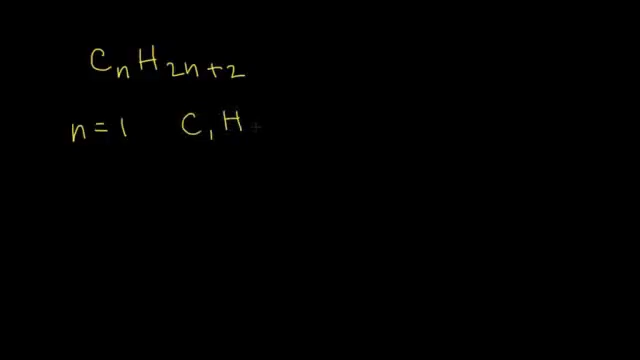 CₙH₂ₙ₊₂
n = 1 C₁H